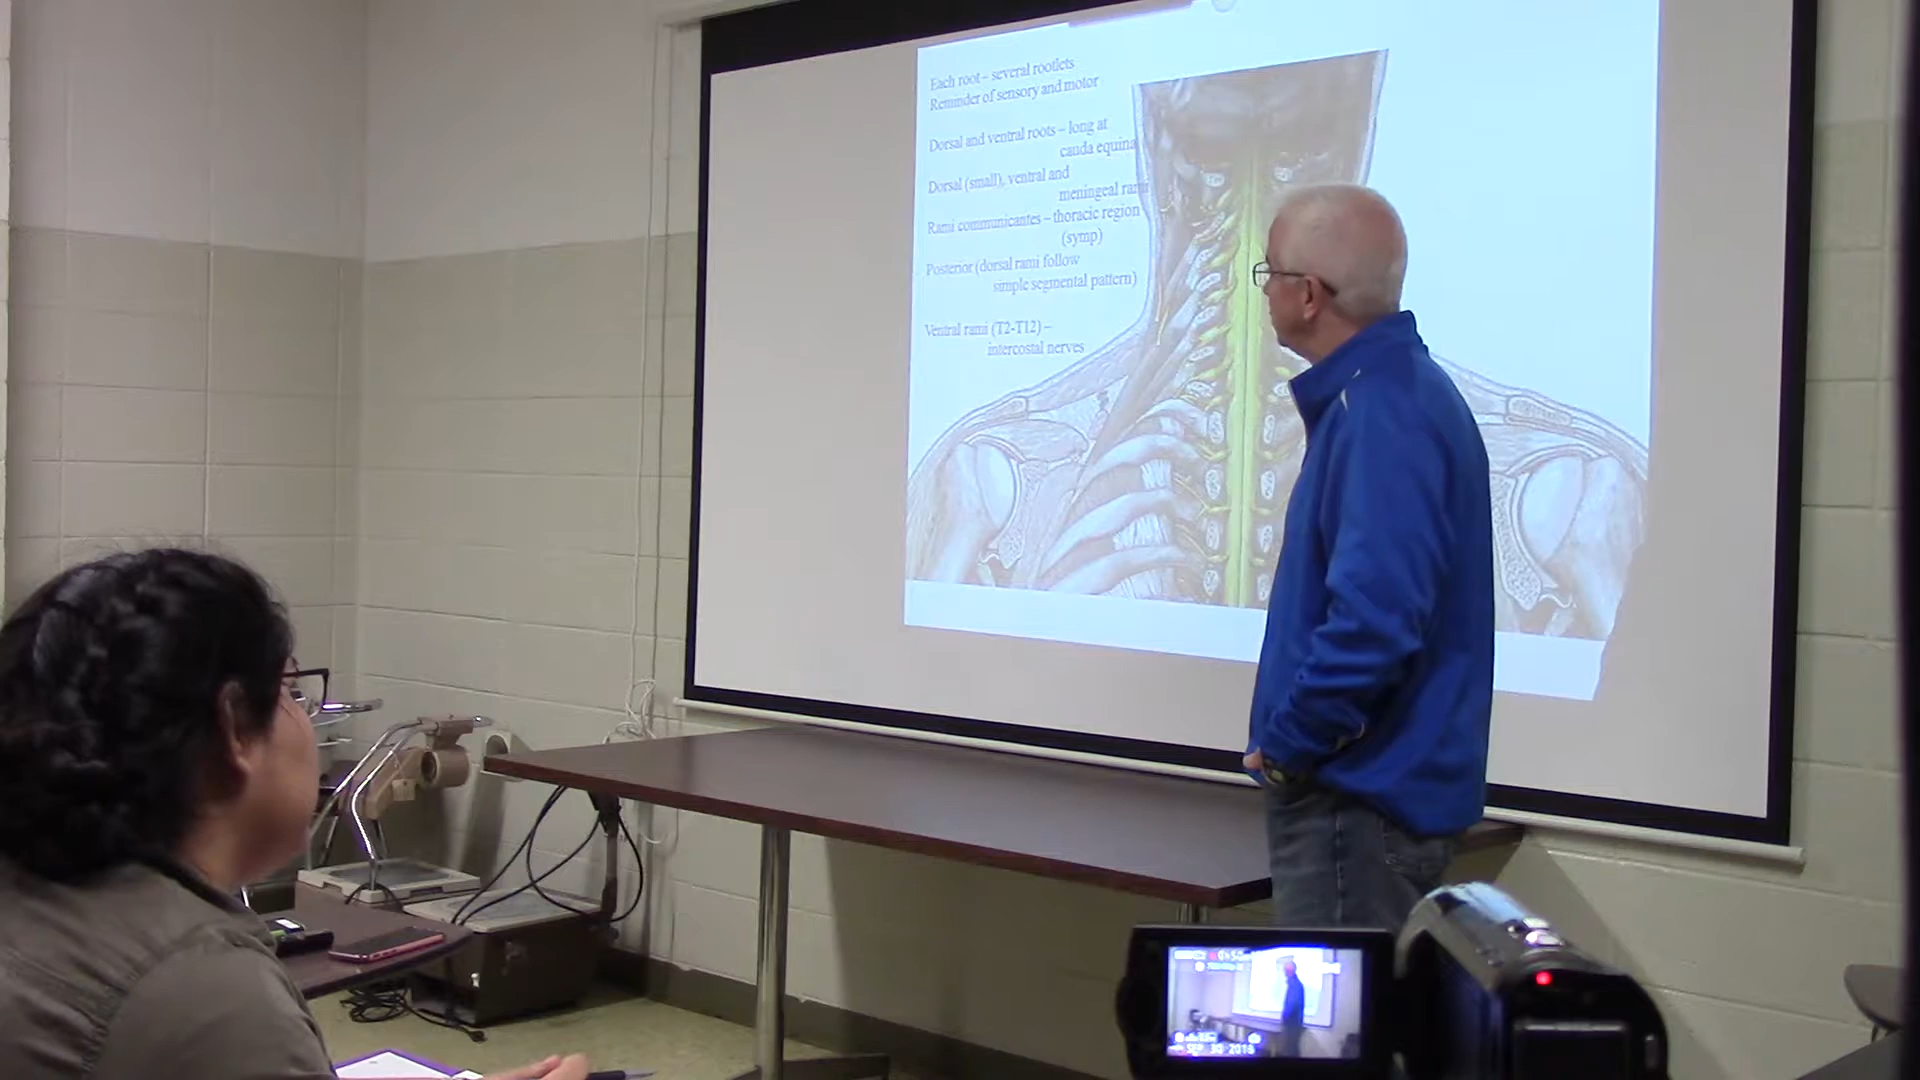 Each root – several rootlets
Reminder of sensory and motor
Dorsal and ventral roots – long at
cauda equina
Dorsal (small), ventral and
meningeal rami
Rami communicantes – thoracic region
(symp)
Posterior (dorsal rami follow
simple segmental pattern)
Ventral rami (T2-T12) –
intercostal nerves
SEP 30 2016